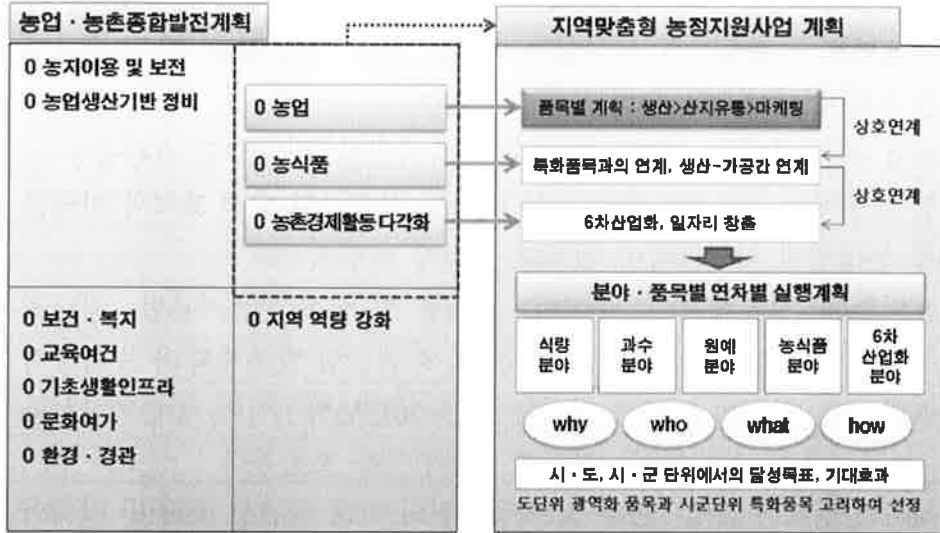 농업 · 농촌종합발전계획
0 농지이용 및 보전
0 농업생산기반 정비
0 농업
0 농식품
0 농촌경제활동 다각화
0 보건 · 복지
0 교육여건
0 기초생활인프라
0 문화여가
0 환경 · 경관
0 지역 역량 강화
지역맞춤형 농정지원사업 계획
품목별 계획 : 생산>산지유통>마케팅
상호연계
특화품목과의 연계, 생산-가공간 연계
상호연계
6차산업화, 일자리 창출
분야 · 품목별 연차별 실행계획
식량
분야
과수
분야
원예
분야
농식품
분야
6차
산업화
분야
why
who
what
how
시 · 도, 시 · 군 단위에서의 달성목표, 기대효과
도단위 광역화 품목과 시군단위 특화품목 고려하여 선정